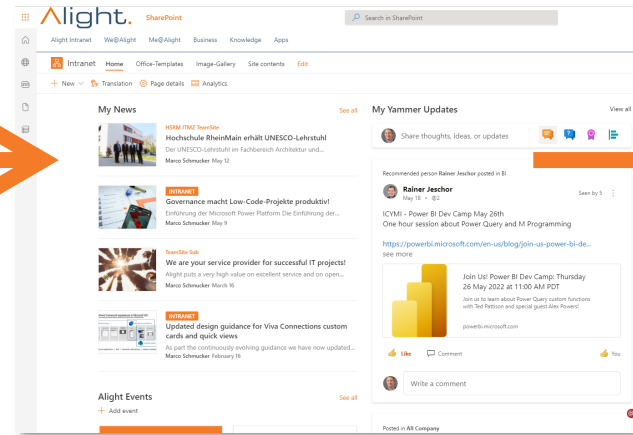 Alight.
SharePoint
Search in SharePoint
Alight Intranet We@Alight Me@Alight Business Knowledge Apps
Intranet Home Office-Templates Image-Gallery Site contents Edit
+ New Translation Page details Analytics
My News
See all
HSRM ITMZ TeamSite
Hochschule RheinMain erhält UNESCO-Lehrstuhl
Der UNESCO-Lehrstuhl im Fachbereich Architektur und...
Marco Schmucker May 12
INTRANET
Governance macht Low-Code-Projekte produktiv!
Einführung der Microsoft Power Platform Die Einführung der...
Marco Schmucker May 9
TeamSite-Sub
We are your service provider for successful IT projects!
Alight puts a very high value on excellent service and on open...
Marco Schmucker March 16
INTRANET
Updated design guidance for Viva Connections custom
cards and quick views
As part the continuously evolving guidance we have now updated...
Marco Schmucker February 16
Alight Events
See all
+ Add event
My Yammer Updates
View all
Share thoughts, ideas, or updates
Recommended person Rainer Jeschor posted in BI
Rainer Jeschor
May 18 • @2
Seen by 5
ICYMI - Power BI Dev Camp May 26th
One hour session about Power Query and M Programming
https://powerbi.microsoft.com/en-us/blog/join-us-power-bi-de...
see more
Join Us! Power BI Dev Camp: Thursday
26 May 2022 at 11:00 AM PDT
Join us to learn about Power Query custom functions
with Ted Pattison and special guest Alex Powers!
powerbi.microsoft.com
Like Comment
You
Write a comment
Posted in All Company